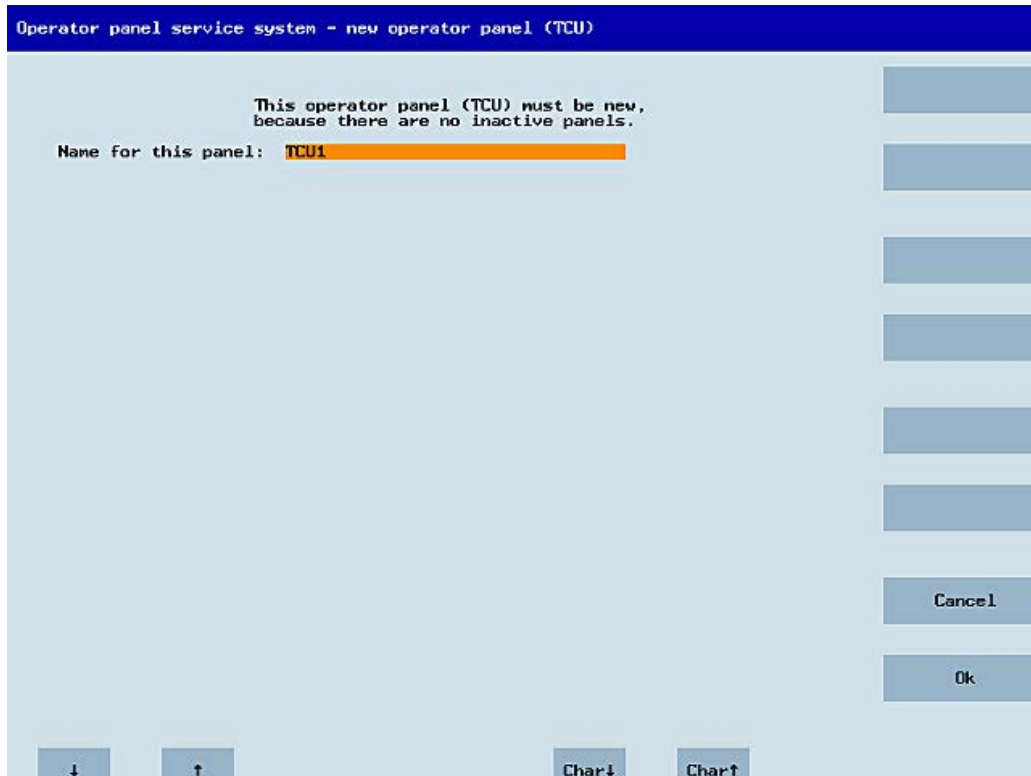 Operator panel service system - new operator panel (TCU)
This operator panel (TCU) must be new,
because there are no inactive panels.
Name for this panel: TCU1
Cancel
Ok
↓ ↑ Char↓ Char↑